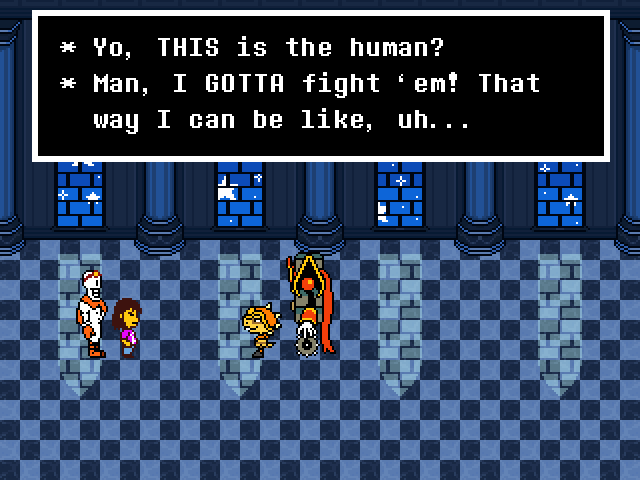 * Yo, THIS is the human?
* Man, I GOTTA fight ‘em! That
way I can be like, uh...